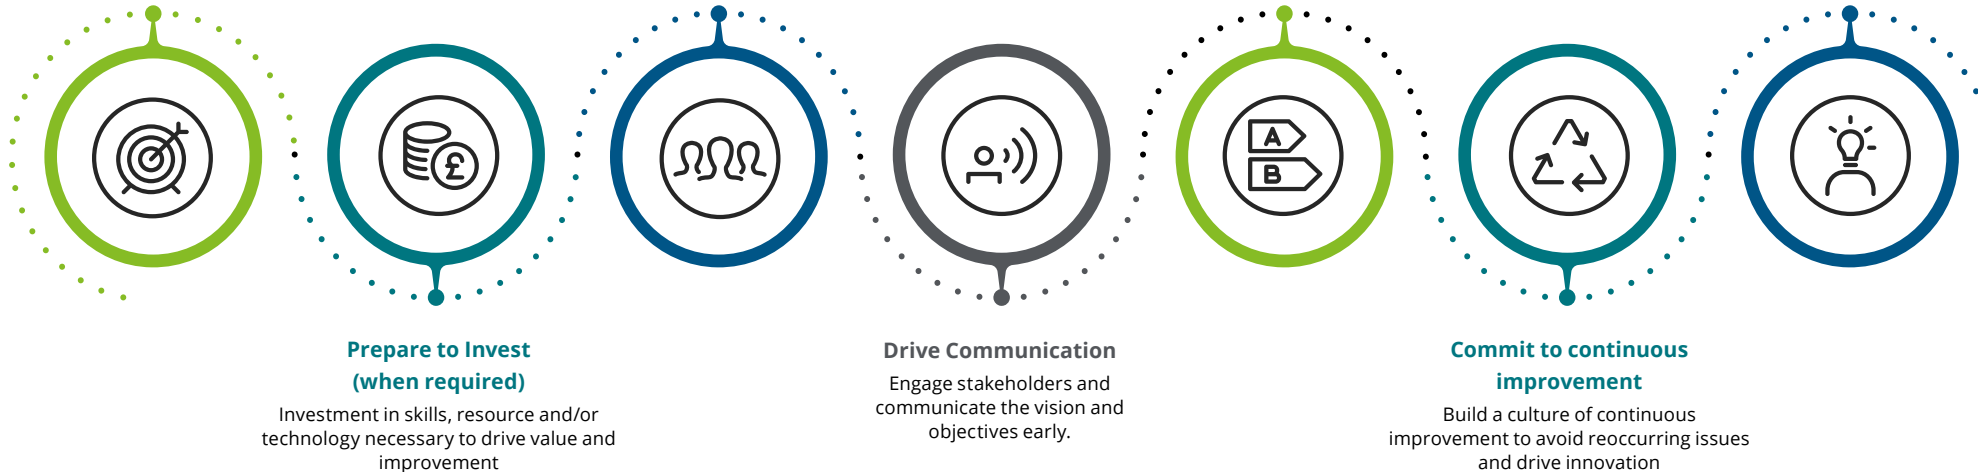 £
A
B
Prepare to Invest
(when required)
Investment in skills, resource and/or
technology necessary to drive value and
improvement
Drive Communication
Engage stakeholders and
communicate the vision and
objectives early.
Commit to continuous
improvement
Build a culture of continuous
improvement to avoid reoccurring issues
and drive innovation